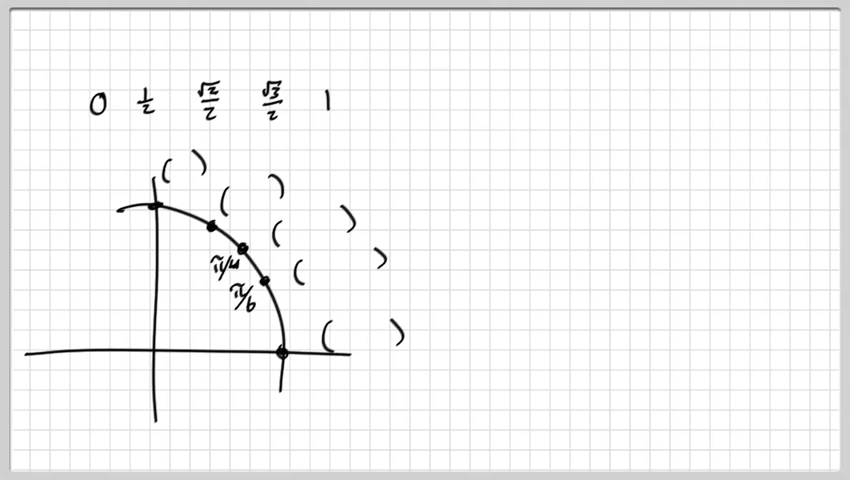 0 1/2 √2/2 √3/2 1
( )
( )
( )
π/4
( )
π/6
( )